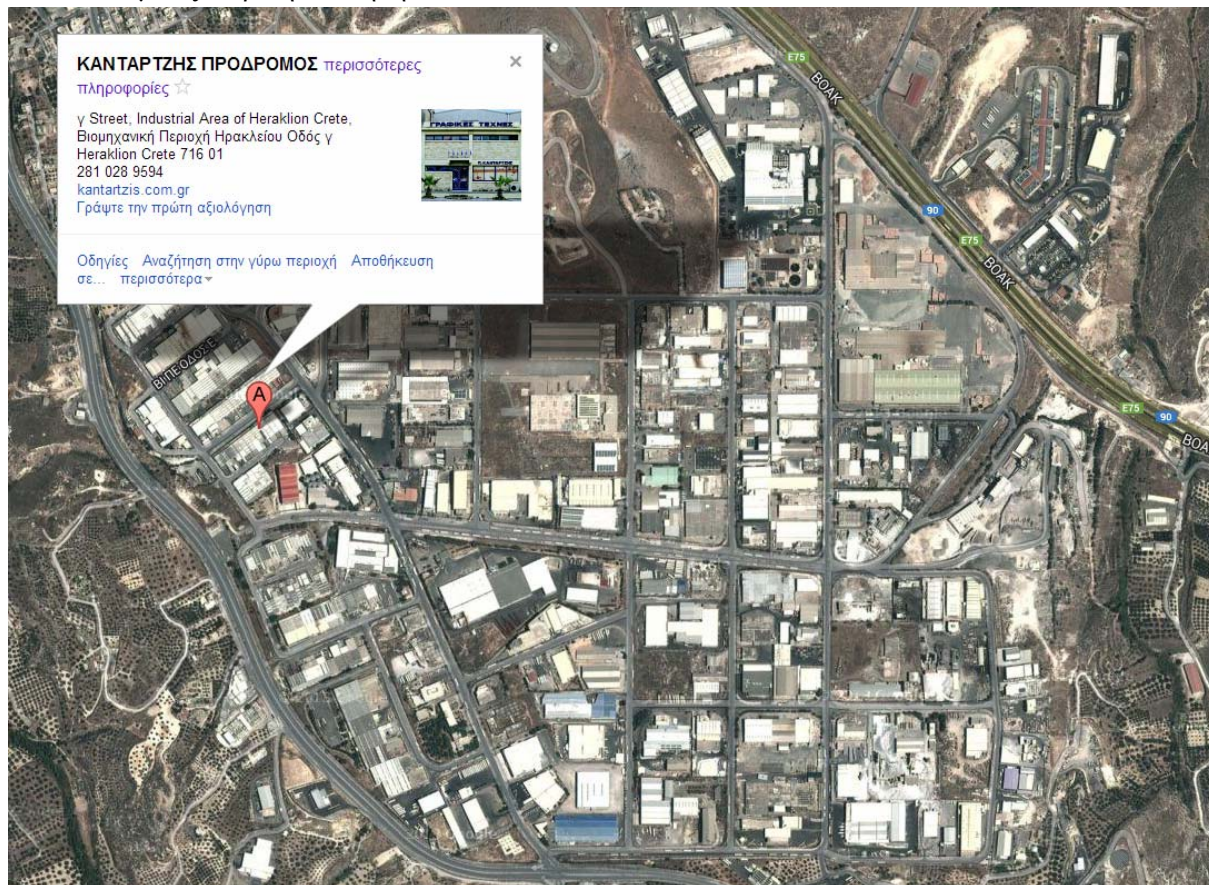 ΚΑΝΤΑΡΤΖΗΣ ΠΡΟΔΡΟΜΟΣ περισσότερες
πληροφορίες
γ Street, Industrial Area of Heraklion Crete,
Βιομηχανική Περιοχή Ηρακλείου Οδός γ
Heraklion Crete 716 01
281 028 9594
kantartzis.com.gr
Γράψτε την πρώτη αξιολόγηση
ΓΡΑΦΙΚΕΣ ΤΕΧΝΕΣ
Οδηγίες Αναζήτηση στην γύρω περιοχή Αποθήκευση
σε... περισσότερα
E75
ΒΟΑΚ
90
E75
ΒΟΑΚ
ΒΙ.ΠΕ ΟΔΟΣ Ε
A
E75
90